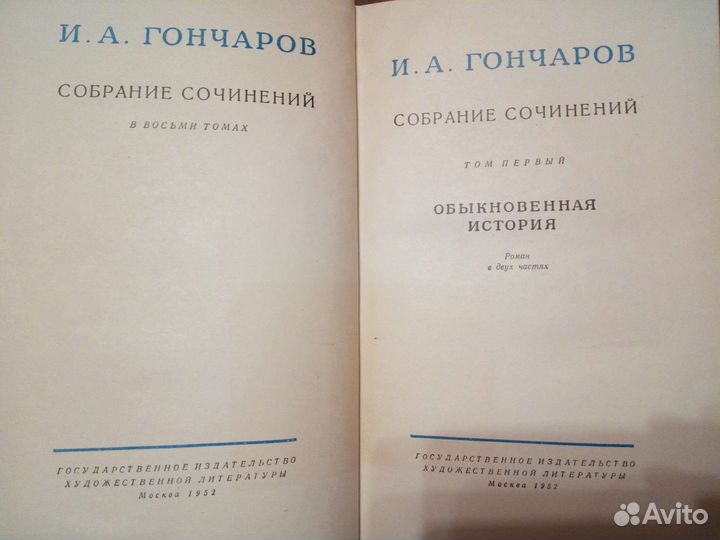 И. А. ГОНЧАРОВ
СОБРАНИЕ СОЧИНЕНИЙ
В ВОСЬМИ ТОМАХ
ГОСУДАРСТВЕННОЕ ИЗДАТЕЛЬСТВО
ХУДОЖЕСТВЕННОЙ ЛИТЕРАТУРЫ
Москва 1952
И. А. ГОНЧАРОВ
СОБРАНИЕ СОЧИНЕНИЙ
ТОМ ПЕРВЫЙ
ОБЫКНОВЕННАЯ
ИСТОРИЯ
Роман
в двух частях
ГОСУДАРСТВЕННОЕ ИЗДАТЕЛЬСТВО
ХУДОЖЕСТВЕННОЙ ЛИТЕРАТУРЫ
Москва 1952
Avito